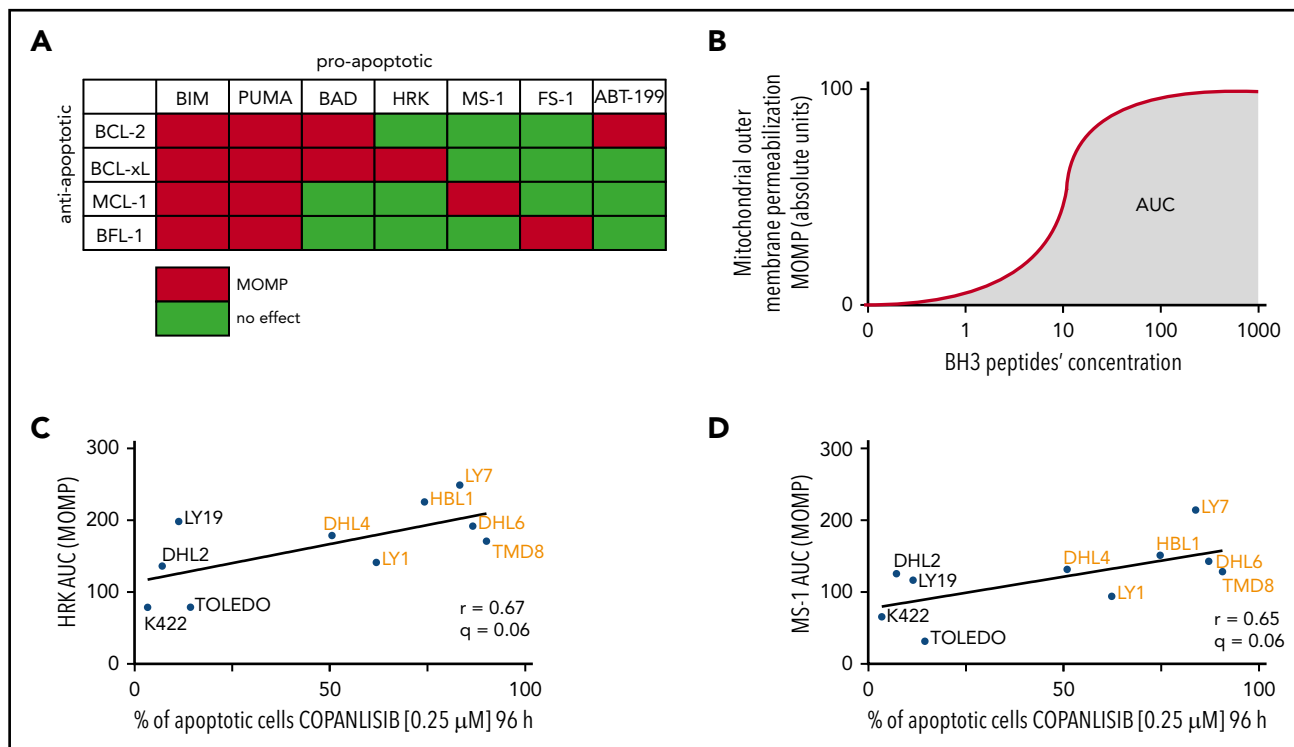 A
pro-apoptotic
anti-apoptotic
BIM PUMA BAD HRK MS-1 FS-1 ABT-199
BCL-2
BCL-xL
MCL-1
BFL-1
MOMP
no effect
B
Mitochondrial outer
membrane permeabilization
MOMP (absolute units)
100
0
AUC
0 1 10 100 1000
BH3 peptides' concentration
C
HRK AUC (MOMP)
300
200
100
0
LY7
HBL1
LY19
DHL4
DHL6
DHL2
LY1
TMD8
TOLEDO
K422
r = 0.67
q = 0.06
0 50 100
% of apoptotic cells COPANLISIB [0.25 μM] 96 h
D
MS-1 AUC (MOMP)
300
200
100
0
LY7
HBL1
DHL2
DHL4
DHL6
LY19
TMD8
LY1
K422
TOLEDO
r = 0.65
q = 0.06
0 50 100
% of apoptotic cells COPANLISIB [0.25 μM] 96 h